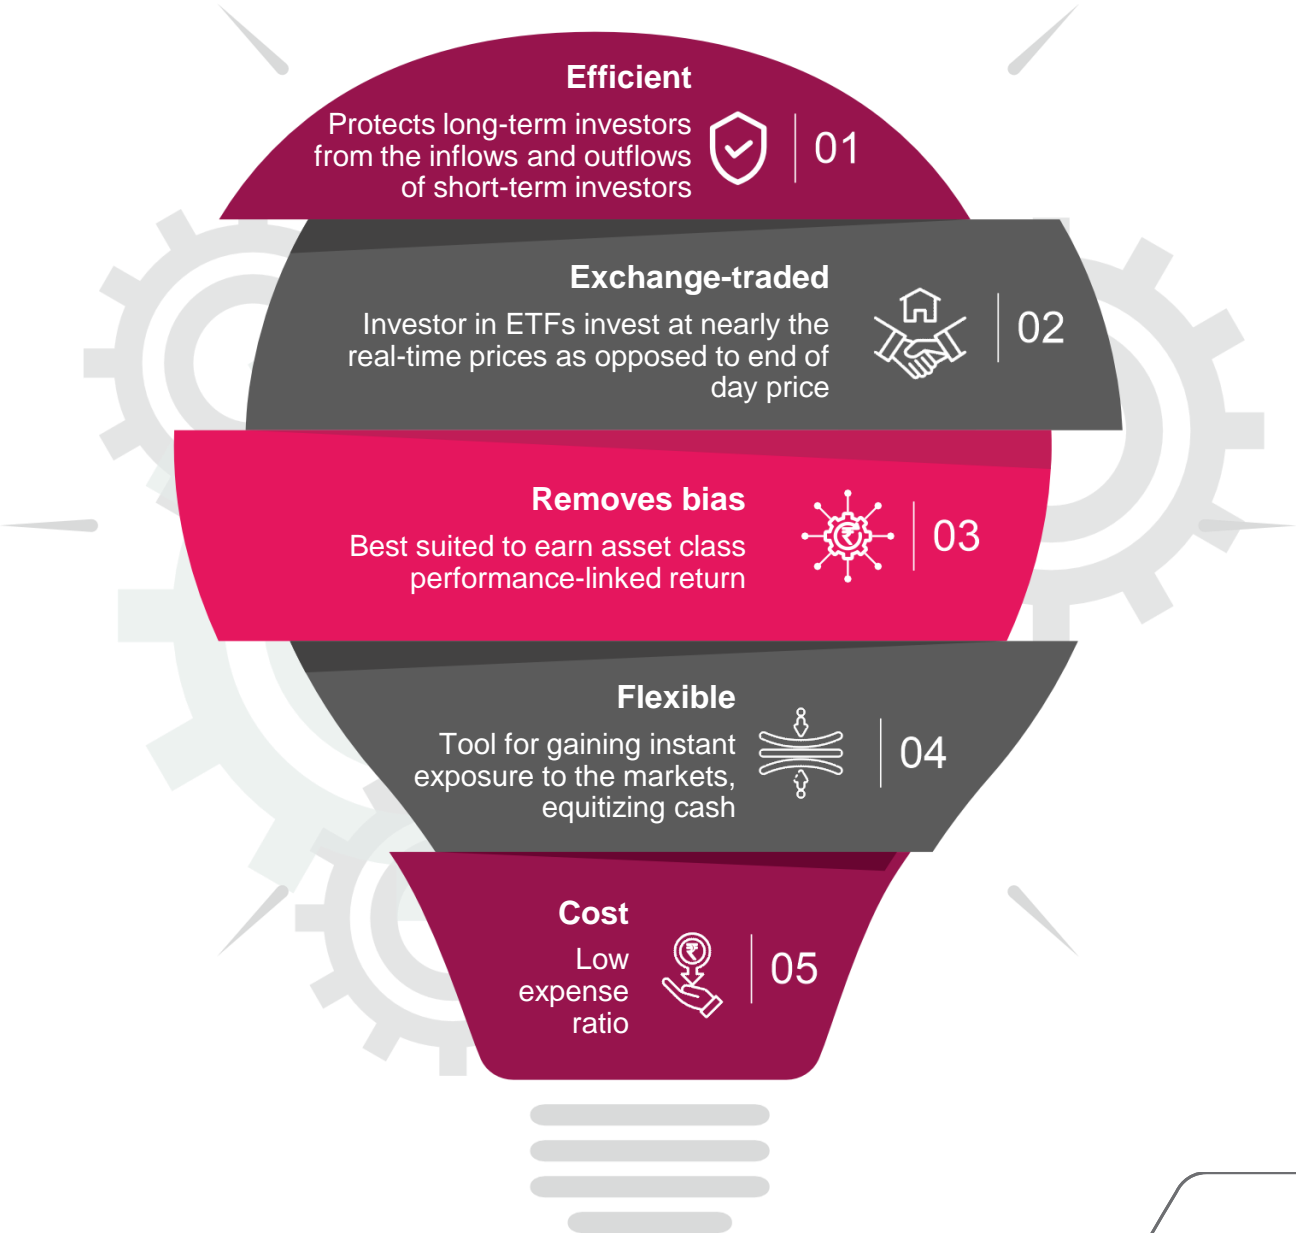 Efficient
Protects long-term investors
from the inflows and outflows
of short-term investors
01
Exchange-traded
Investor in ETFs invest at nearly the
real-time prices as opposed to end of
day price
02
Removes bias
Best suited to earn asset class
performance-linked return
₹
03
Flexible
Tool for gaining instant
exposure to the markets,
equitizing cash
04
Cost
Low
expense
ratio
₹
05